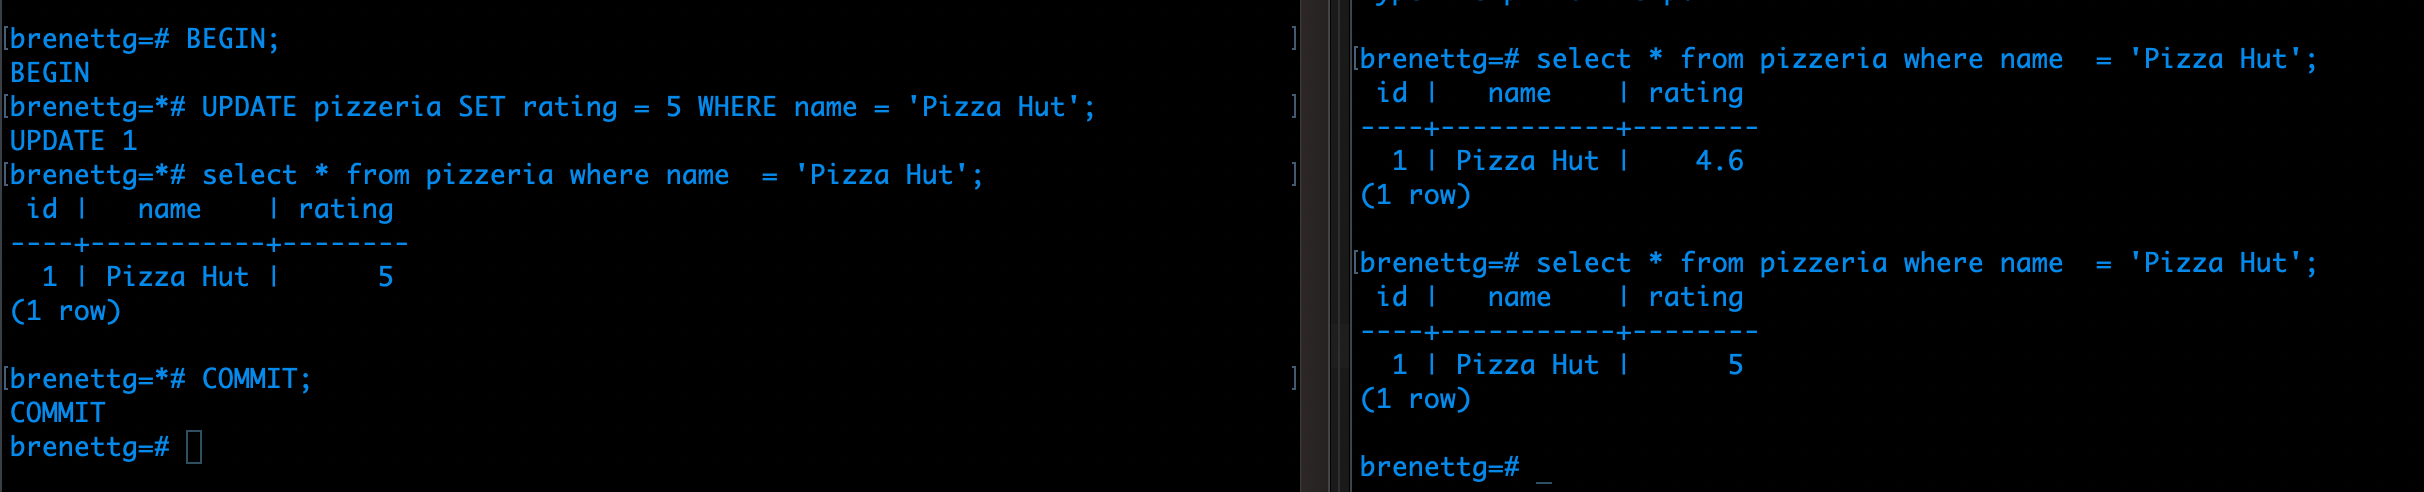 brenettg=# BEGIN;
BEGIN
brenettg=*# UPDATE pizzeria SET rating = 5 WHERE name = 'Pizza Hut';
UPDATE 1
brenettg=*# select * from pizzeria where name  = 'Pizza Hut';
 id |   name    | rating
----+-----------+--------
  1 | Pizza Hut |      5
(1 row)
brenettg=*# COMMIT;
COMMIT
brenettg=#
brenettg=# select * from pizzeria where name  = 'Pizza Hut';
 id |   name    | rating
----+-----------+--------
  1 | Pizza Hut |    4.6
(1 row)
brenettg=# select * from pizzeria where name  = 'Pizza Hut';
 id |   name    | rating
----+-----------+--------
  1 | Pizza Hut |      5
(1 row)
brenettg=#